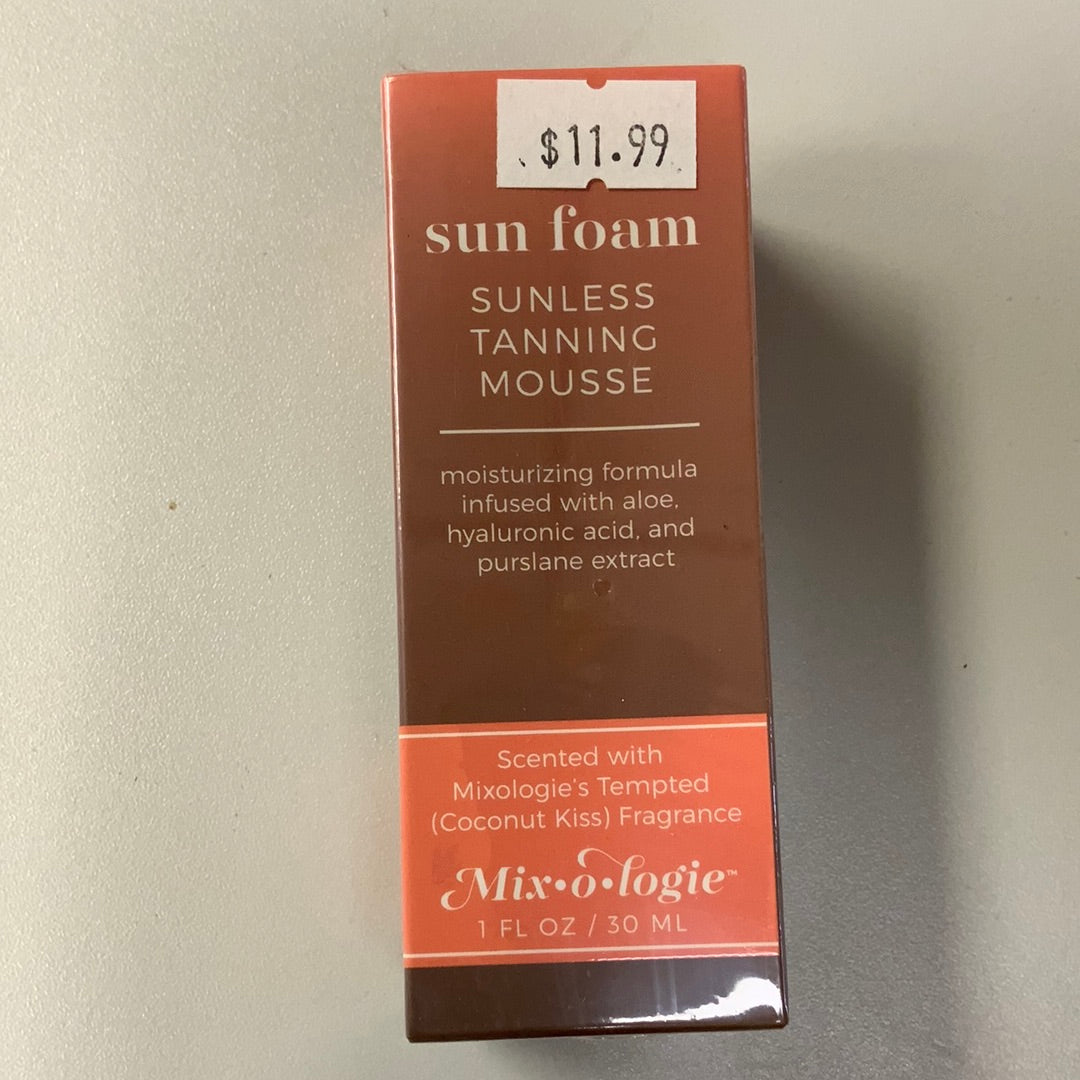 $11.99
sun foam
SUNLESS
TANNING
MOUSSE
moisturizing formula
infused with aloe,
hyaluronic acid, and
purslane extract
Scented with
Mixologie's Tempted
(Coconut Kiss) Fragrance
Mix•o•logie™
1 FL OZ / 30 ML